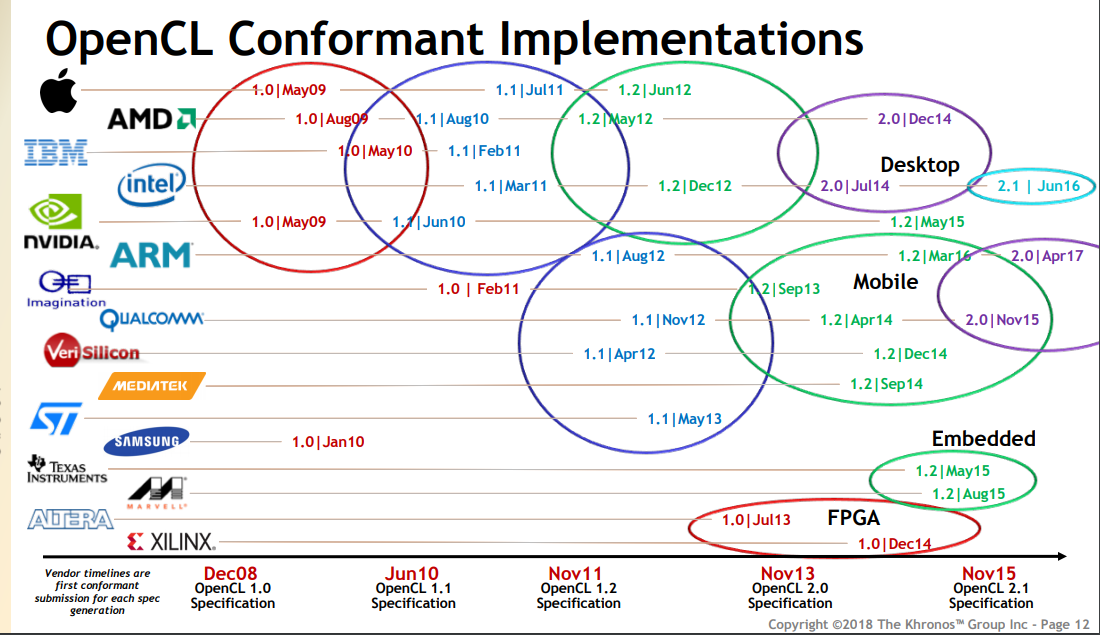 OpenCL Conformant Implementations
1.0|May09 1.1|Jul11 1.2|Jun12
AMD 1.0|Aug09 1.1|Aug10 1.2|May12 2.0|Dec14
IBM 1.0|May10 1.1|Feb11
Desktop
intel 1.1|Mar11 1.2|Dec12 2.0|Jul14 2.1 | Jun16
NVIDIA. 1.0|May09 1.1|Jun10 1.2|May15
ARM 1.1|Aug12 1.2|Mar16 2.0|Apr17
Mobile
Imagination 1.0 | Feb11 1.2|Sep13
QUALCOMM 1.1|Nov12 1.2|Apr14 2.0|Nov15
VeriSilicon 1.1|Apr12 1.2|Dec14
MEDIATEK 1.2|Sep14
ST 1.1|May13
SAMSUNG 1.0|Jan10
Embedded
TEXAS INSTRUMENTS 1.2|May15
MARVELL 1.2|Aug15
ALTERA 1.0|Jul13 FPGA
XILINX 1.0|Dec14
Vendor timelines are
first conformant
submission for each spec
generation
Dec08 Jun10 Nov11 Nov13 Nov15
OpenCL 1.0 OpenCL 1.1 OpenCL 1.2 OpenCL 2.0 OpenCL 2.1
Specification Specification Specification Specification Specification
Copyright ©2018 The Khronos™ Group Inc - Page 12